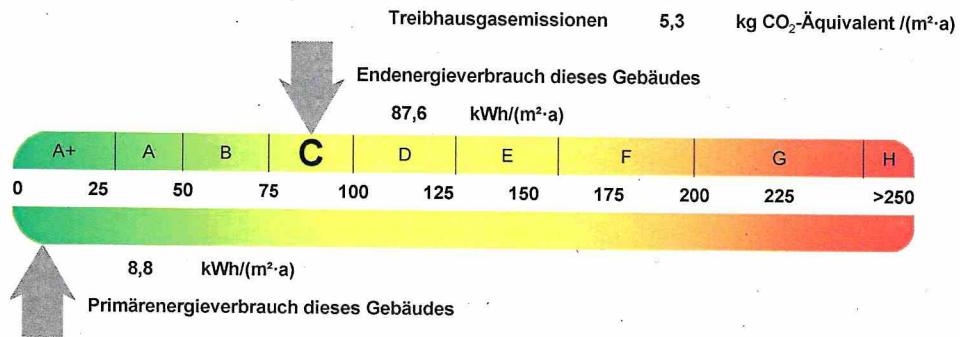 Treibhausgasemissionen 5,3 kg CO₂-Äquivalent /(m²·a)
Endenergieverbrauch dieses Gebäudes
87,6 kWh/(m²·a)
A+ A B C D E F G H
0 25 50 75 100 125 150 175 200 225 >250
8,8 kWh/(m²·a)
Primärenergieverbrauch dieses Gebäudes